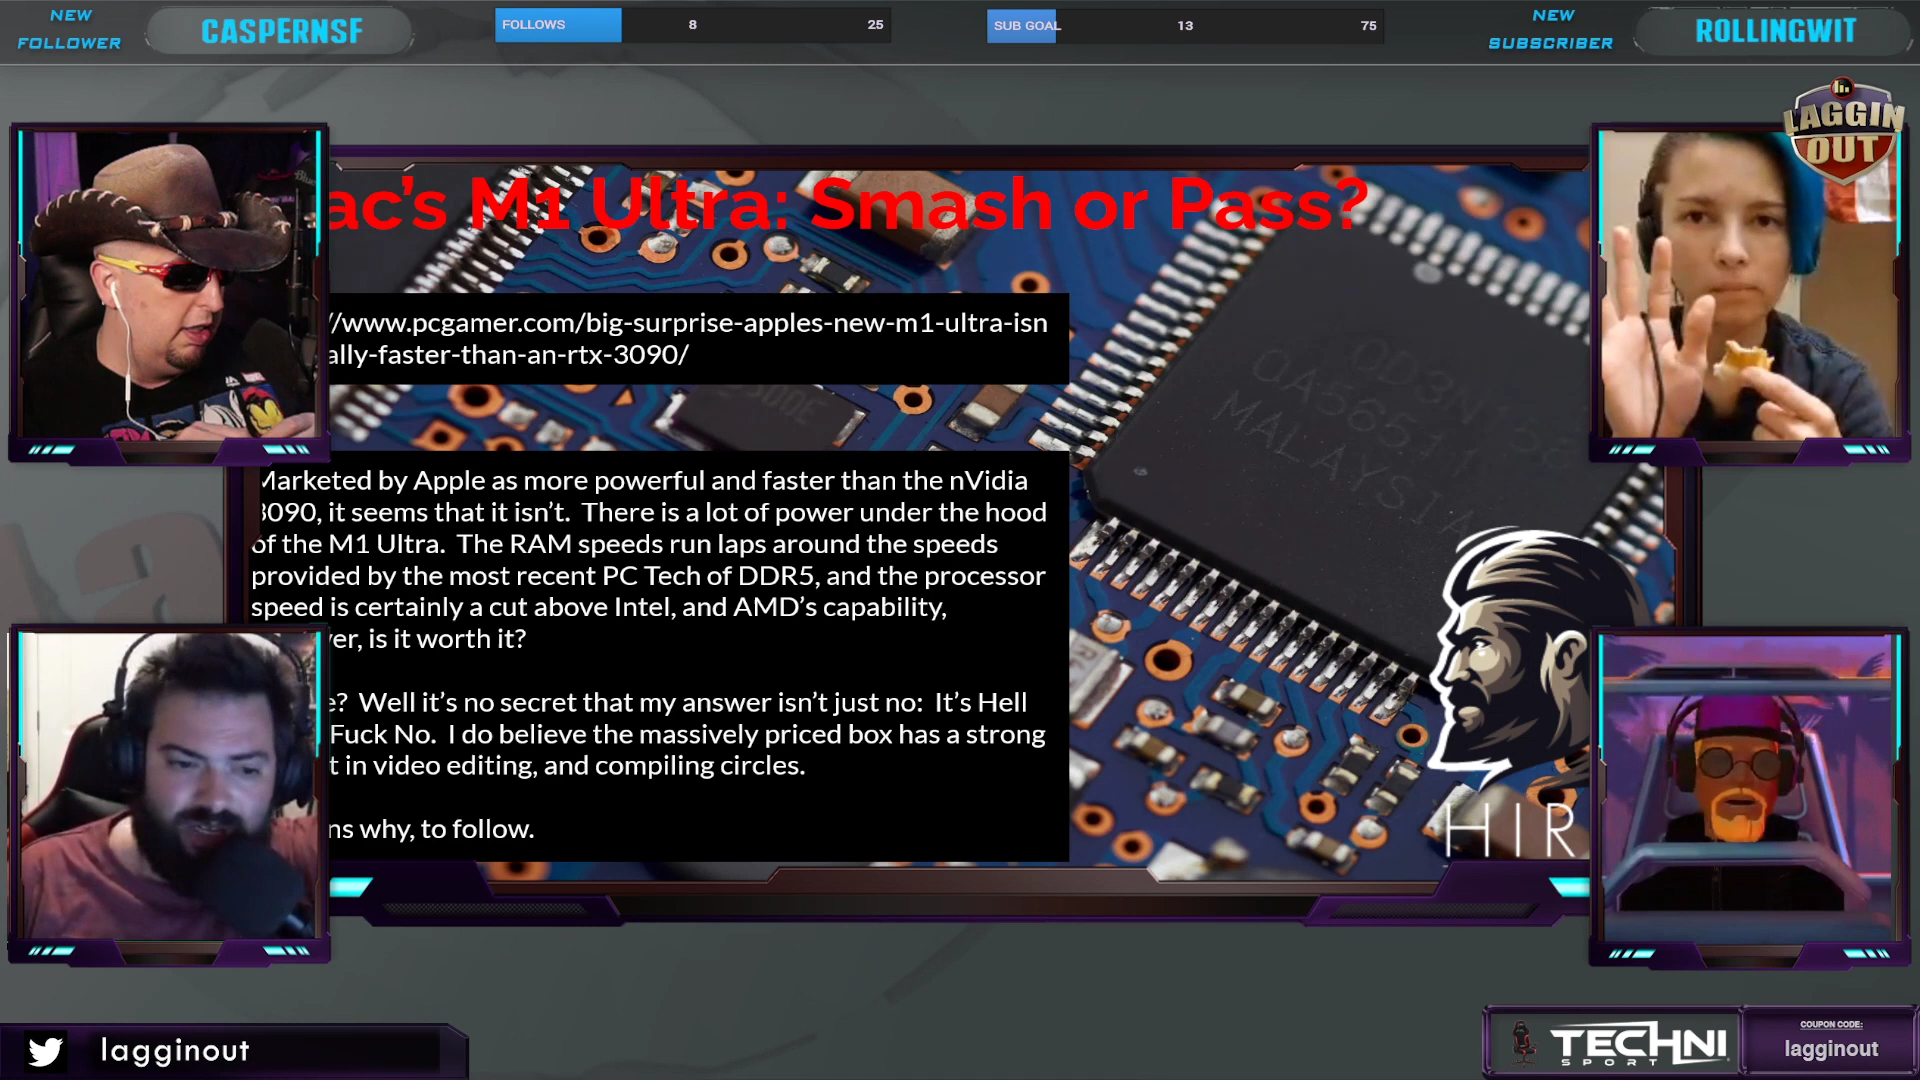 NEW
FOLLOWER
CASPERNSF
FOLLOWS 8 25
SUB GOAL 13 75
NEW
SUBSCRIBER
ROLLINGWIT
LAGGIN
OUT
ac's M1 Ultra: Smash or Pass?
//www.pcgamer.com/big-surprise-apples-new-m1-ultra-isn
ally-faster-than-an-rtx-3090/
Marketed by Apple as more powerful and faster than the nVidia
3090, it seems that it isn't. There is a lot of power under the hood
of the M1 Ultra. The RAM speeds run laps around the speeds
provided by the most recent PC Tech of DDR5, and the processor
speed is certainly a cut above Intel, and AMD's capability,
ver, is it worth it?
e? Well it's no secret that my answer isn't just no: It's Hell
Fuck No. I do believe the massively priced box has a strong
t in video editing, and compiling circles.
ns why, to follow.
MALAYSIA
HIR
lagginout
TECHNI
SPORT
COUPON CODE:
lagginout